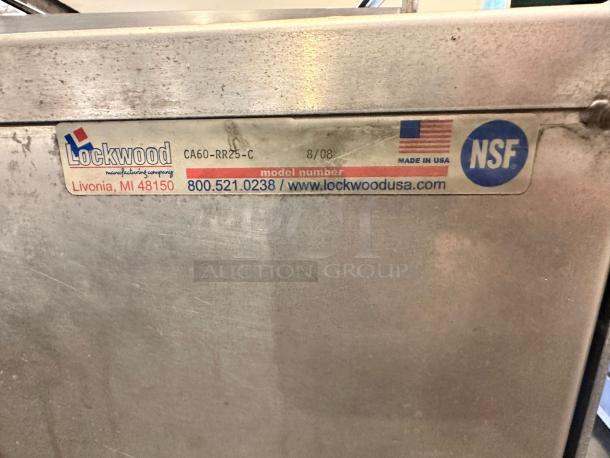 Lockwood CA60-RR25-C 8/08 MADE IN USA NSF
manufacturing company model number
Livonia, MI 48150 800.521.0238 / www.lockwoodusa.com
PCI
AUCTION GROUP